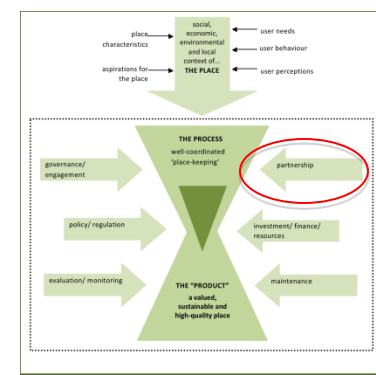 social,
economic,
environmental
and local
context of...
THE PLACE
place
characteristics
aspirations for
the place
user needs
user behaviour
user perceptions
THE PROCESS
well-coordinated
'place-keeping'
governance/
engagement
partnership
policy/ regulation
investment/ finance/
resources
evaluation/ monitoring
maintenance
THE "PRODUCT"
a valued,
sustainable and
high-quality place